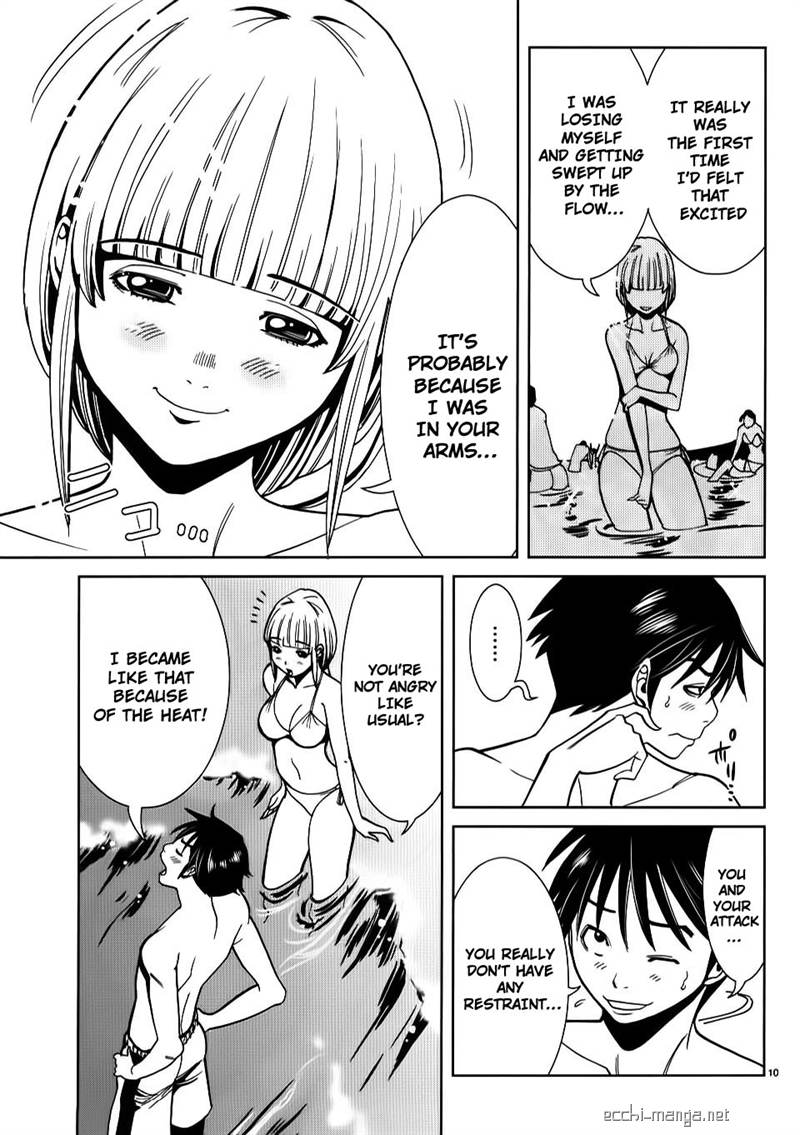 IT REALLY
WAS
THE FIRST
TIME
I'D FELT
THAT
EXCITED
I WAS
LOSING
MYSELF
AND GETTING
SWEPT UP
BY THE
FLOW...
IT'S
PROBABLY
BECAUSE
I WAS
IN YOUR
ARMS...
ニコ...
.......
ポリ..
YOU
AND
YOUR
ATTACK
...
YOU REALLY
DON'T HAVE
ANY
RESTRAINT...
YOU'RE
NOT ANGRY
LIKE
USUAL?
I BECAME
LIKE THAT
BECAUSE
OF THE HEAT!
10
ecchi-manga.net